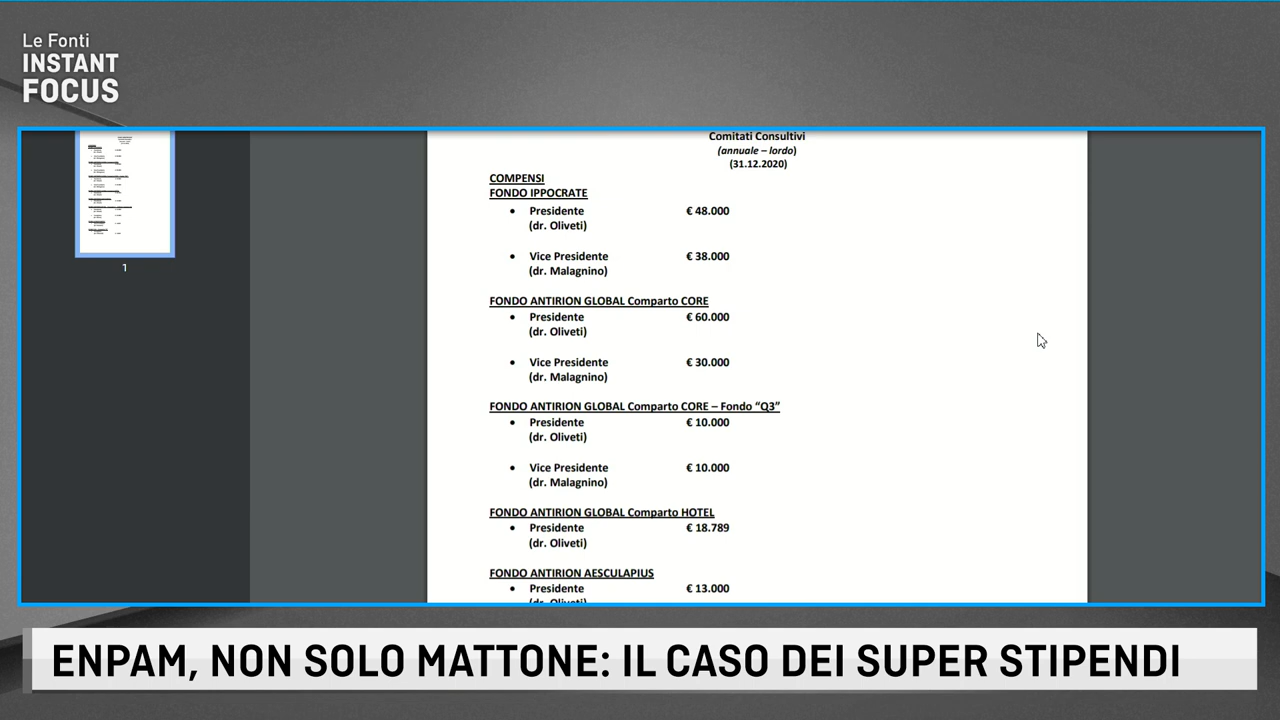 Le Fonti
INSTANT
FOCUS
1
Comitati Consultivi
(annuale – lordo)
(31.12.2020)
COMPENSI
FONDO IPPOCRATE
• Presidente € 48.000
(dr. Oliveti)
• Vice Presidente € 38.000
(dr. Malagnino)
FONDO ANTIRION GLOBAL Comparto CORE
• Presidente € 60.000
(dr. Oliveti)
• Vice Presidente € 30.000
(dr. Malagnino)
FONDO ANTIRION GLOBAL Comparto CORE – Fondo “Q3”
• Presidente € 10.000
(dr. Oliveti)
• Vice Presidente € 10.000
(dr. Malagnino)
FONDO ANTIRION GLOBAL Comparto HOTEL
• Presidente € 18.789
(dr. Oliveti)
FONDO ANTIRION AESCULAPIUS
• Presidente € 13.000
(dr. Oliveti)
ENPAM, NON SOLO MATTONE: IL CASO DEI SUPER STIPENDI